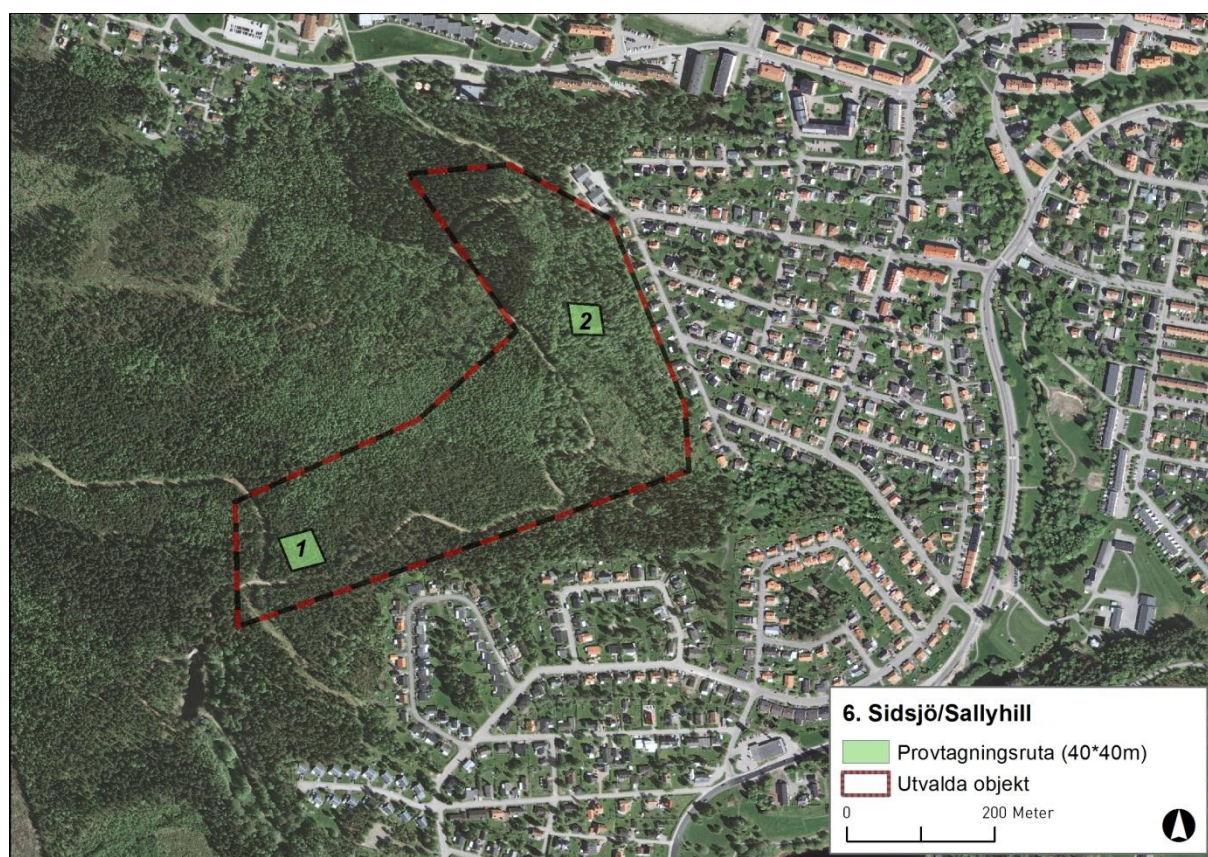 2
1
6. Sidsjö/Sallyhill
Provtagningsruta (40*40m)
Utvalda objekt
0 200 Meter